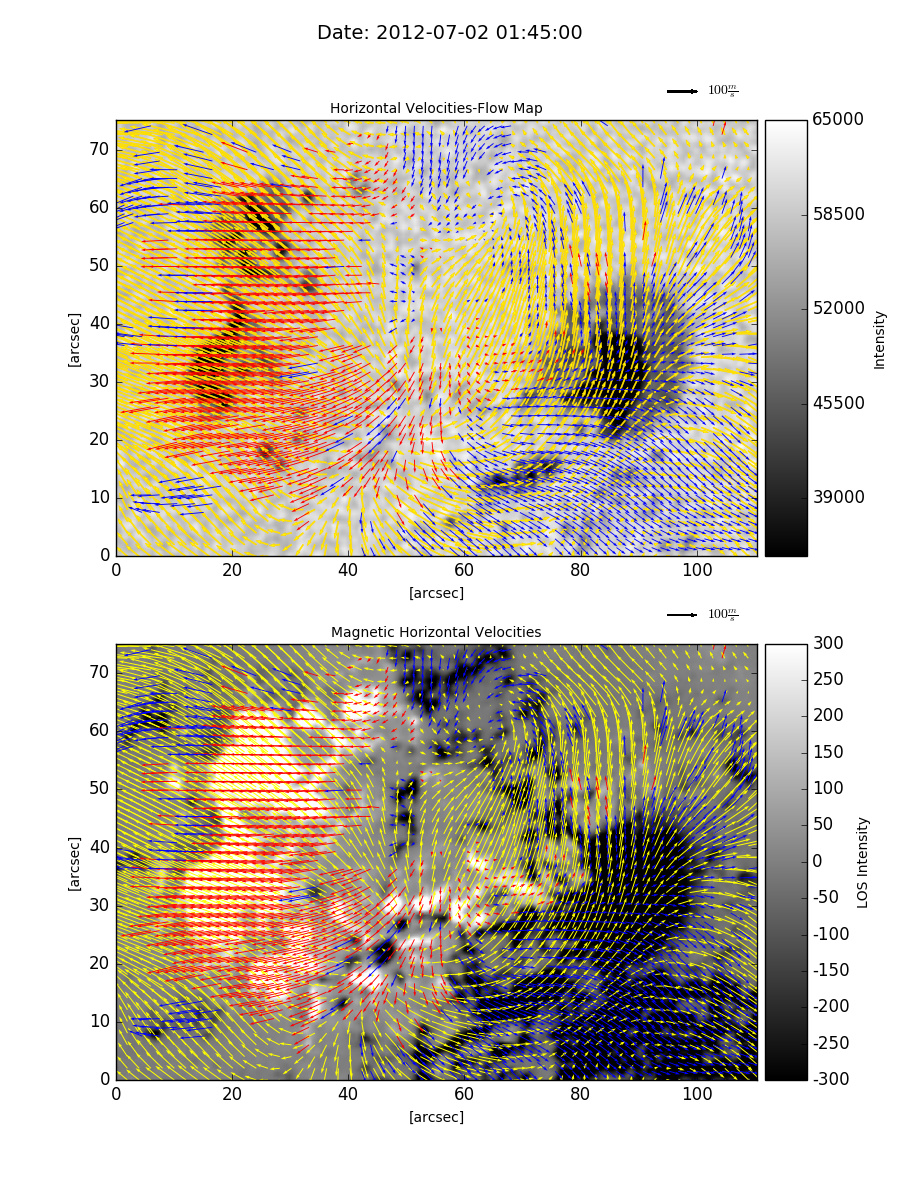 Date: 2012-07-02 01:45:00
100 m/s
Horizontal Velocities-Flow Map
70
60
50
40
30
20
10
0
[arcsec]
0 20 40 60 80 100
[arcsec]
65000
58500
52000
45500
39000
Intensity
100 m/s
Magnetic Horizontal Velocities
70
60
50
40
30
20
10
0
[arcsec]
0 20 40 60 80 100
[arcsec]
300
250
200
150
100
50
0
-50
-100
-150
-200
-250
-300
LOS Intensity